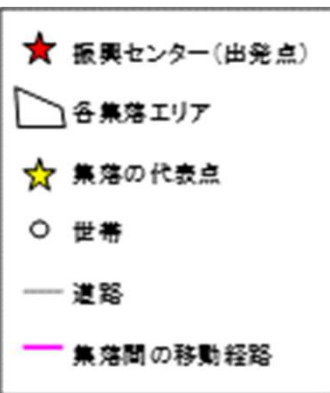 振興センター(出発点)
各集落エリア
集落の代表点
世帯
道路
集落間の移動経路